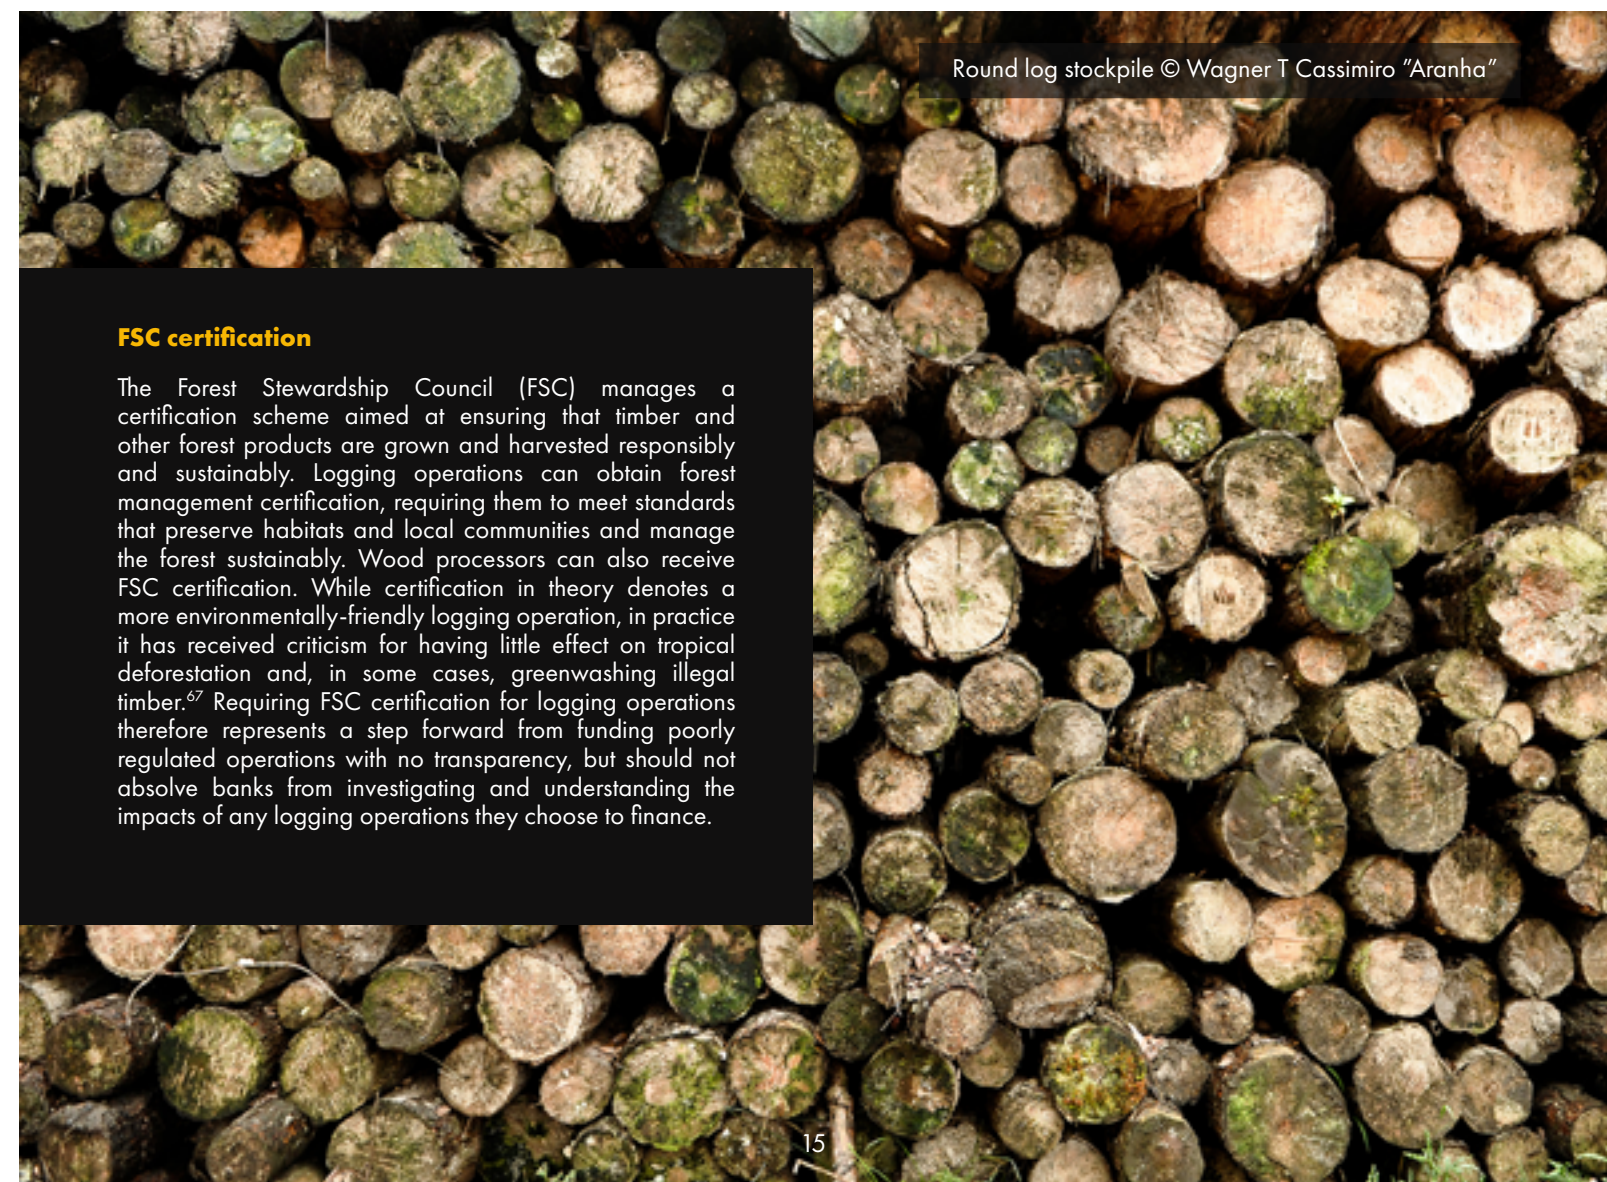 Round log stockpile © Wagner T Cassimiro "Aranha"
FSC certification
The Forest Stewardship Council (FSC) manages a
certification scheme aimed at ensuring that timber and
other forest products are grown and harvested responsibly
and sustainably. Logging operations can obtain forest
management certification, requiring them to meet standards
that preserve habitats and local communities and manage
the forest sustainably. Wood processors can also receive
FSC certification. While certification in theory denotes a
more environmentally-friendly logging operation, in practice
it has received criticism for having little effect on tropical
deforestation and, in some cases, greenwashing illegal
timber.⁶⁷ Requiring FSC certification for logging operations
therefore represents a step forward from funding poorly
regulated operations with no transparency, but should not
absolve banks from investigating and understanding the
impacts of any logging operations they choose to finance.
15